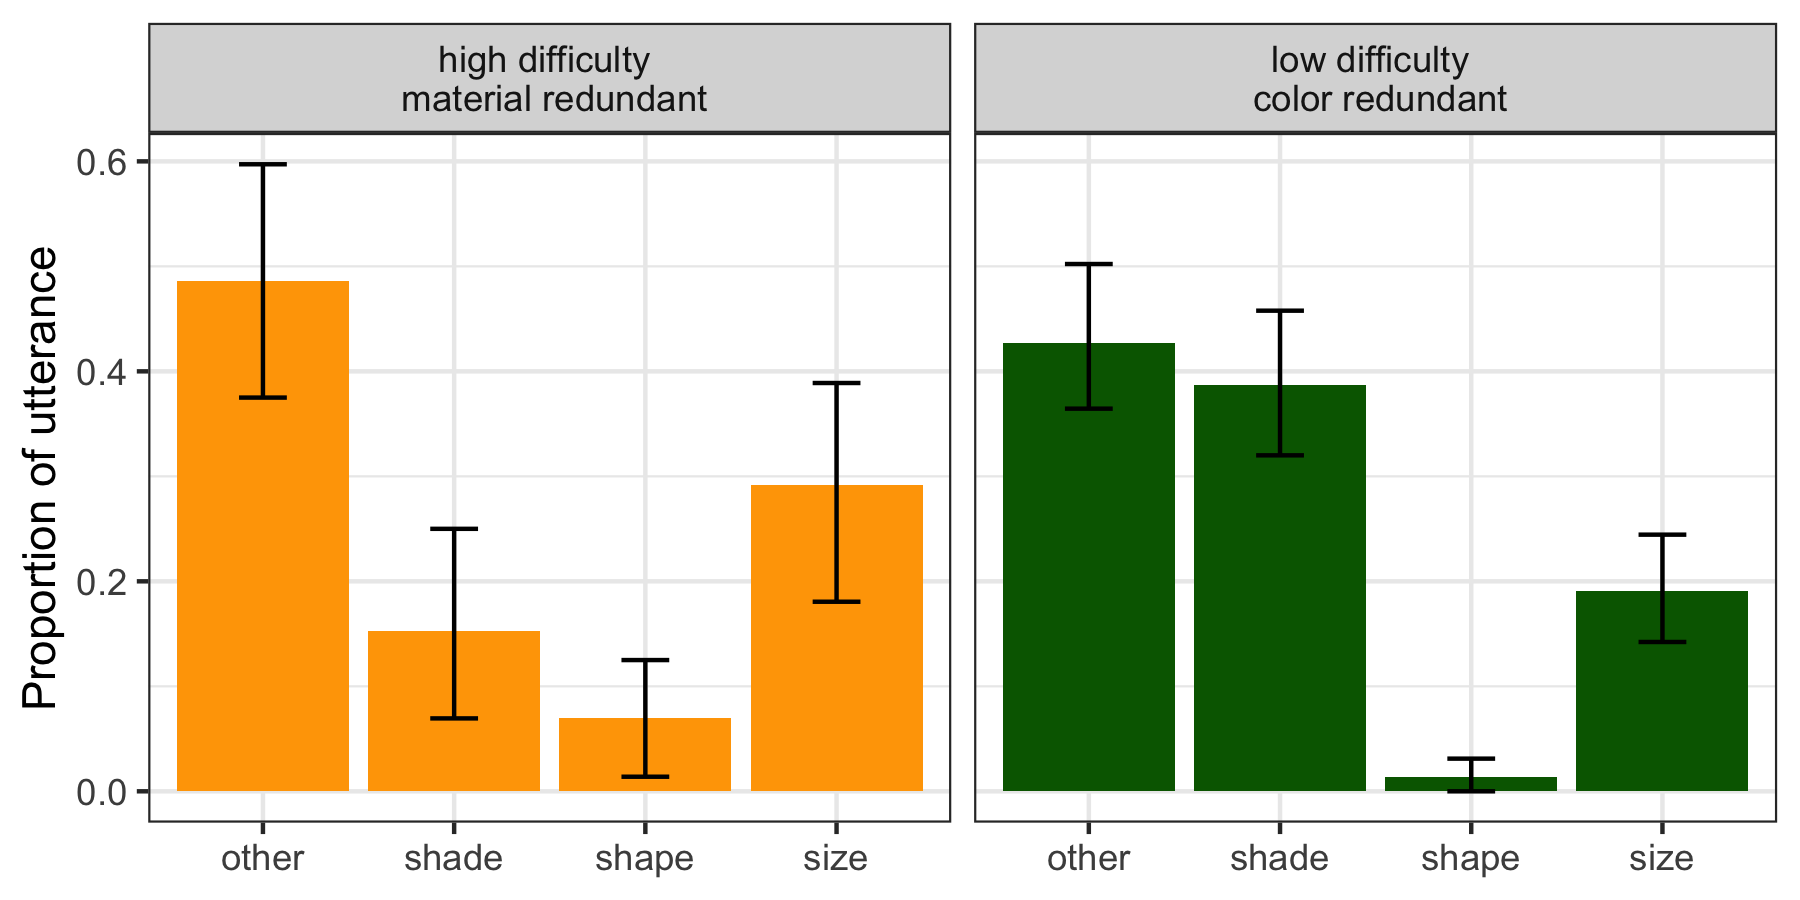 high difficulty
material redundant
low difficulty
color redundant
Proportion of utterance
0.6
0.4
0.2
0.0
other shade shape size
other shade shape size